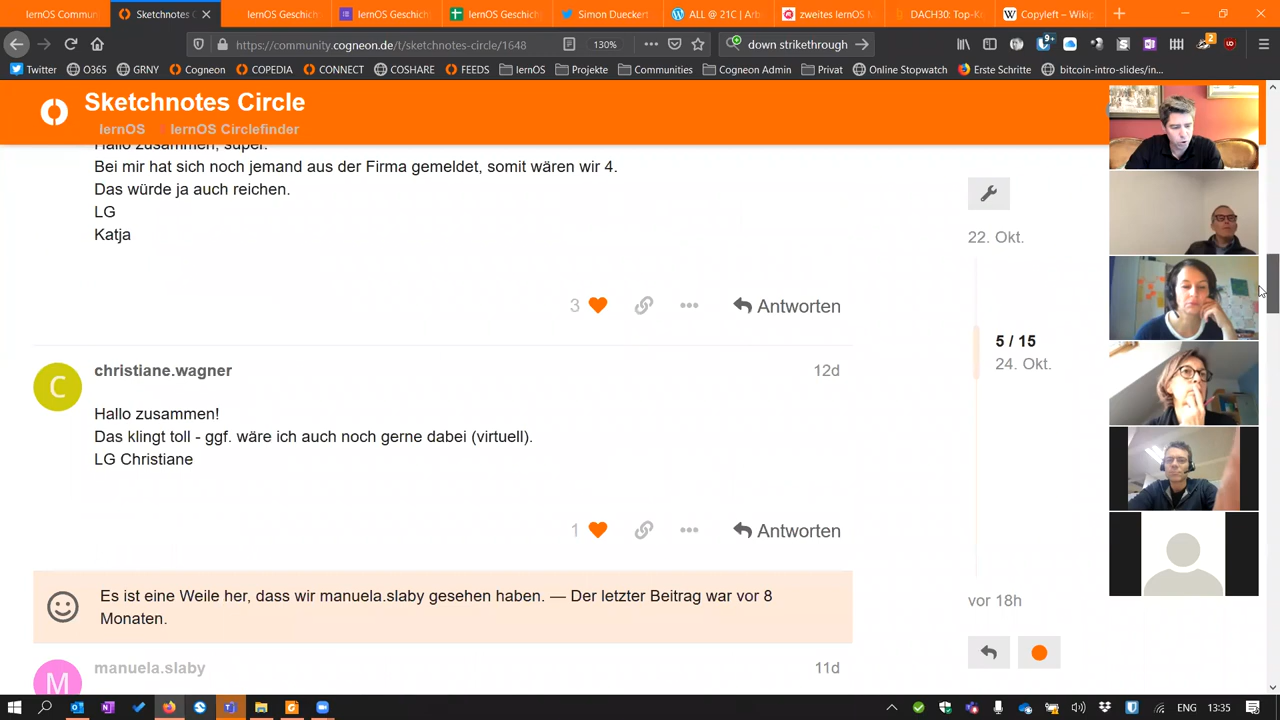 lernOS Commun
Sketchnotes C
lernOS Geschichte
lernOS Geschich
lernOS Geschich
Simon Dueckert
ALL @ 21C | Arb
zweites lernOS M
DACH30: Top-K
Copyleft – Wikip
https://community.cogneon.de/t/sketchnotes-circle/1648
130%
down strikethrough
9+
2
Twitter
O365
GRNY
Cogneon
COPEDIA
CONNECT
COSHARE
FEEDS
lernOS
Projekte
Communities
Cogneon Admin
Privat
Online Stopwatch
Erste Schritte
bitcoin-intro-slides/in...
Sketchnotes Circle
lernOS
lernOS Circlefinder
Hallo zusammen, super.
Bei mir hat sich noch jemand aus der Firma gemeldet, somit wären wir 4.
Das würde ja auch reichen.
LG
Katja
3
Antworten
22. Okt.
5 / 15
24. Okt.
vor 18h
C
christiane.wagner
12d
Hallo zusammen!
Das klingt toll - ggf. wäre ich auch noch gerne dabei (virtuell).
LG Christiane
1
Antworten
Es ist eine Weile her, dass wir manuela.slaby gesehen haben. — Der letzter Beitrag war vor 8
Monaten.
M
manuela.slaby
11d
ENG
13:35